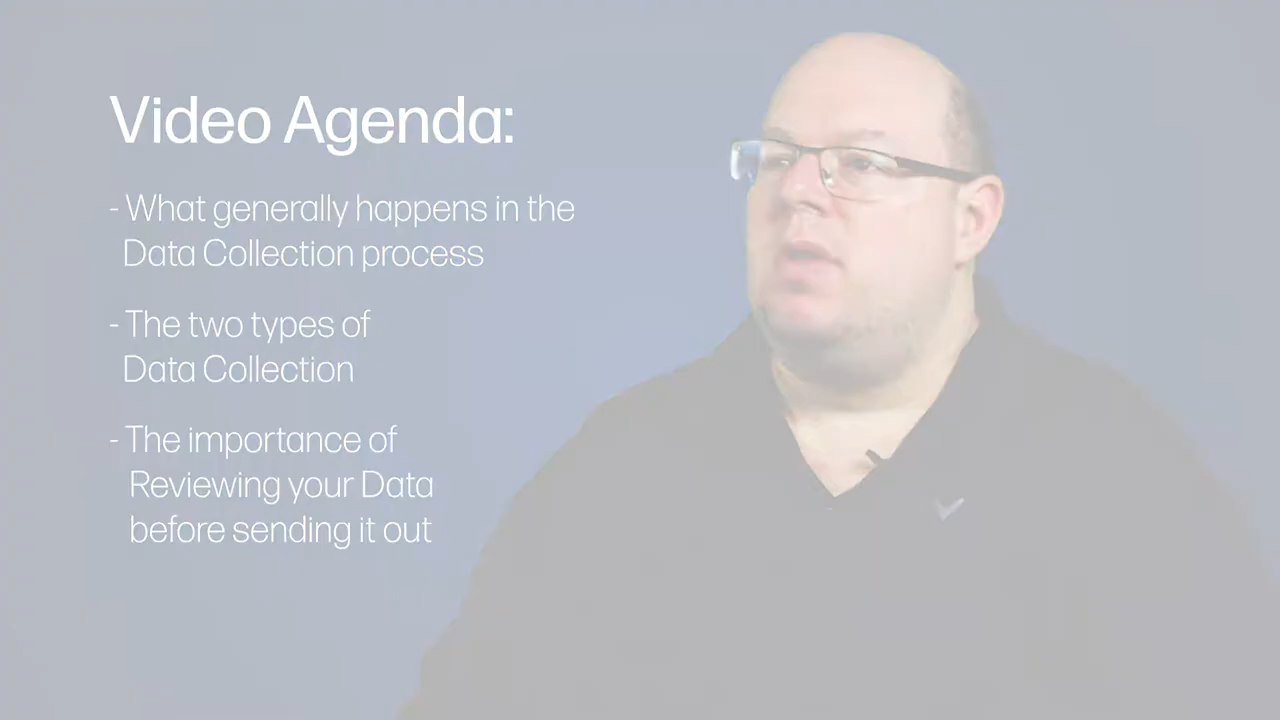 Video Agenda:
- What generally happens in the
Data Collection process
- The two types of
Data Collection
- The importance of
Reviewing your Data
before sending it out